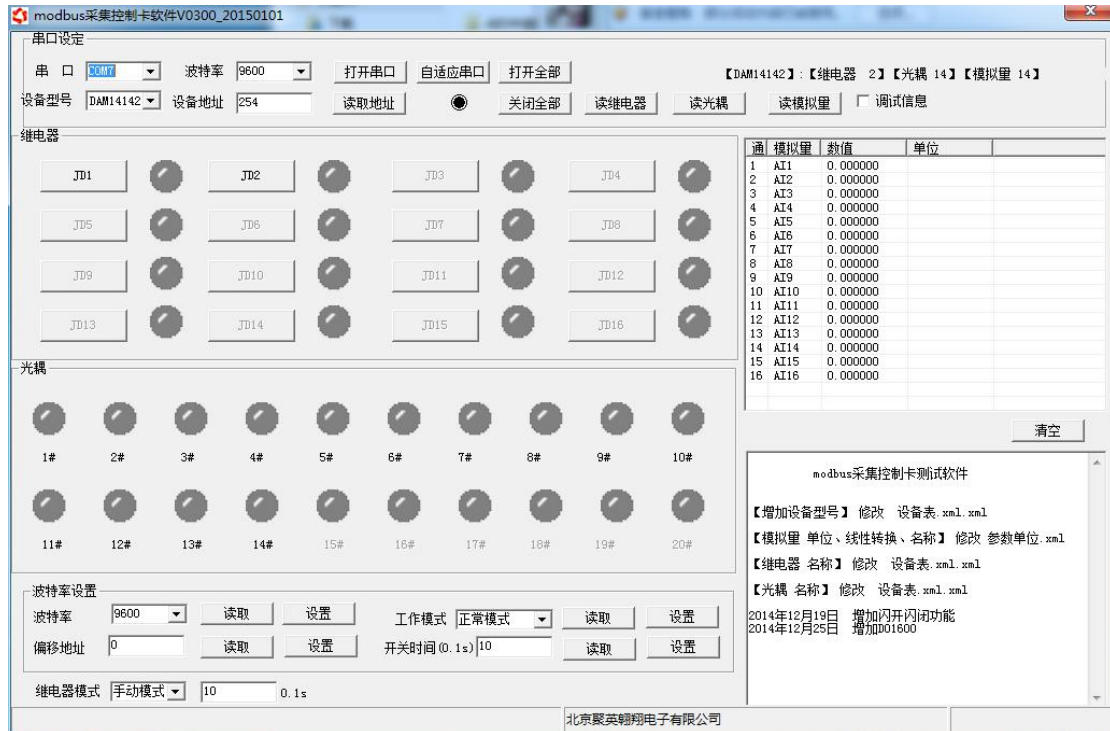 modbus采集控制卡软件V0300_20150101
串口设定
串 口 COM7 波特率 9600 打开串口 自适应串口 打开全部
【DAM14142】:【继电器 2】【光耦 14】【模拟量 14】
设备型号 DAM14142 设备地址 254 读取地址 关闭全部 读继电器 读光耦 读模拟量 调试信息
继电器
JD1 JD2 JD3 JD4
JD5 JD6 JD7 JD8
JD9 JD10 JD11 JD12
JD13 JD14 JD15 JD16
通 模拟量 数值 单位
1 AI1 0.000000
2 AI2 0.000000
3 AI3 0.000000
4 AI4 0.000000
5 AI5 0.000000
6 AI6 0.000000
7 AI7 0.000000
8 AI8 0.000000
9 AI9 0.000000
10 AI10 0.000000
11 AI11 0.000000
12 AI12 0.000000
13 AI13 0.000000
14 AI14 0.000000
15 AI15 0.000000
16 AI16 0.000000
光耦
1# 2# 3# 4# 5# 6# 7# 8# 9# 10#
11# 12# 13# 14# 15# 16# 17# 18# 19# 20#
清空
modbus采集控制卡测试软件
【增加设备型号】 修改 设备表.xml.xml
【模拟量 单位、线性转换、名称】 修改 参数单位.xml
【继电器 名称】 修改 设备表.xml.xml
【光耦 名称】 修改 设备表.xml.xml
2014年12月19日 增加闪开闪闭功能
2014年12月25日 增加DO1600
波特率设置
波特率 9600 读取 设置 工作模式 正常模式 读取 设置
偏移地址 0 读取 设置 开关时间(0.1s) 10 读取 设置
继电器模式 手动模式 10 0.1s
北京聚英翱翔电子有限公司